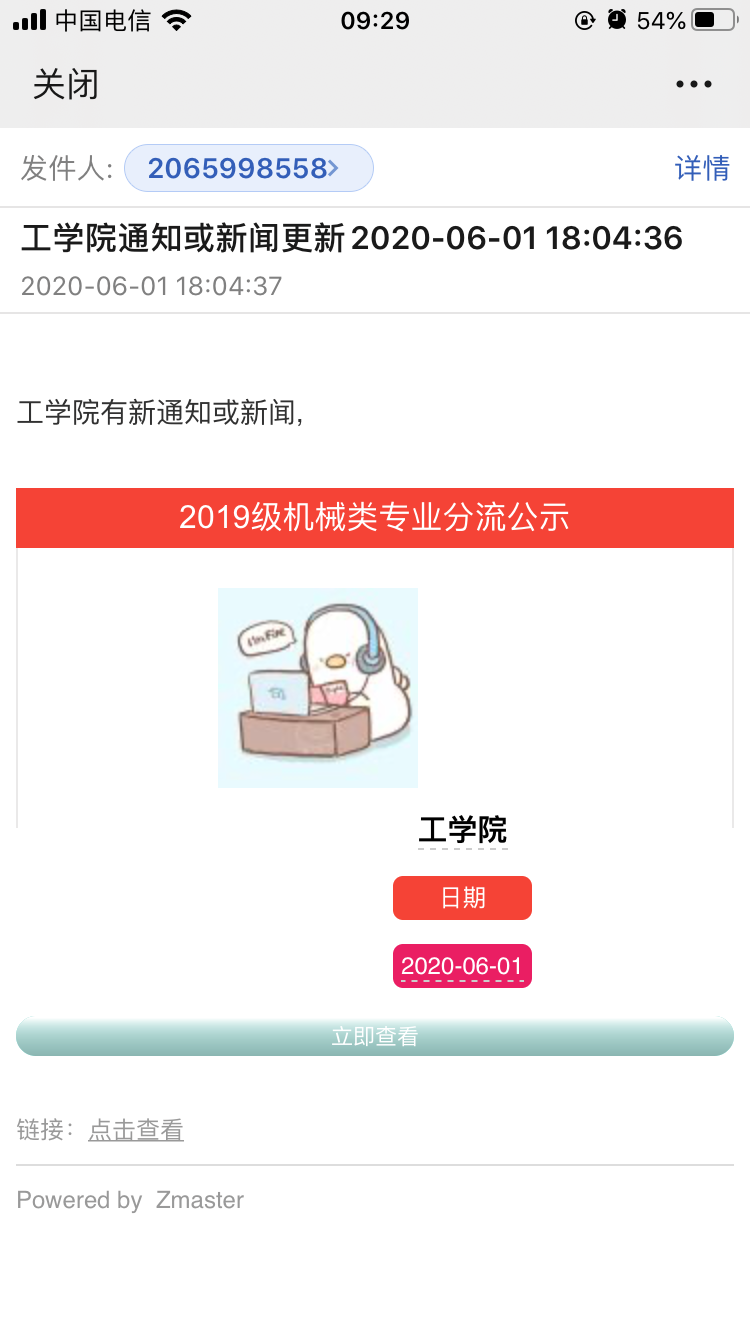 中国电信 09:29 54%
关闭
发件人: 2065998558 详情
工学院通知或新闻更新2020-06-01 18:04:36
2020-06-01 18:04:37
工学院有新通知或新闻,
2019级机械类专业分流公示
I'm Fine
工学院
日期
2020-06-01
立即查看
链接：点击查看
Powered by Zmaster